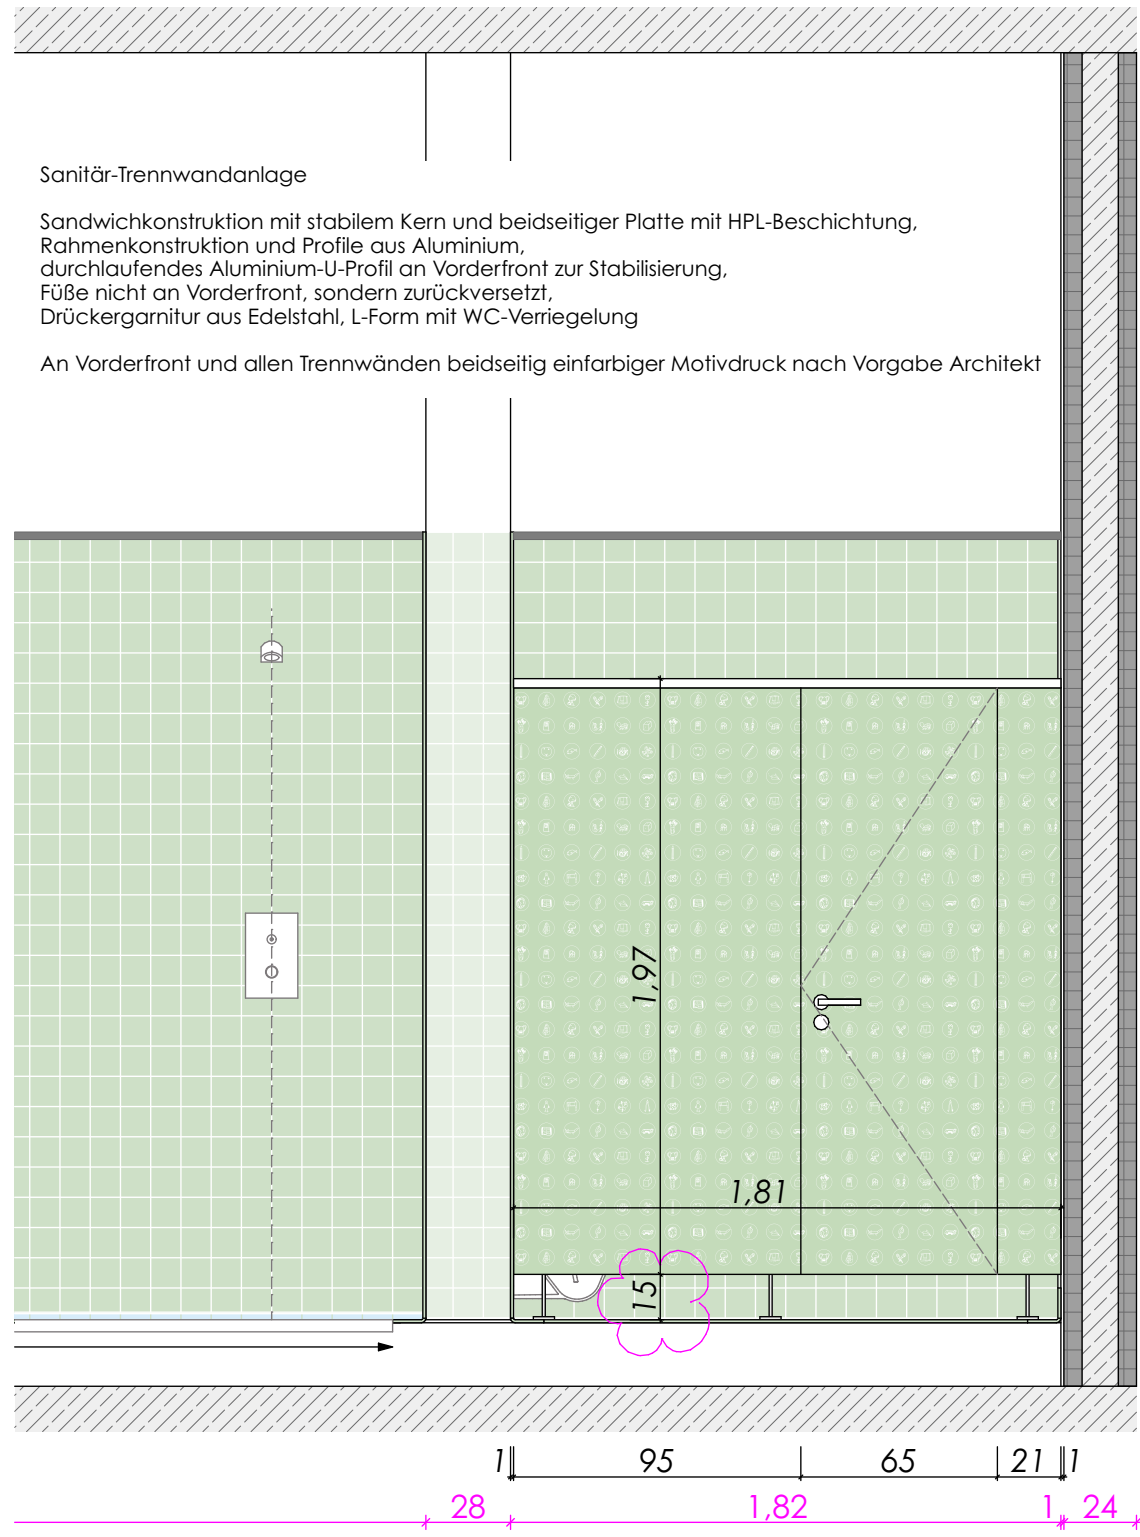 Sanitär-Trennwandanlage
Sandwichkonstruktion mit stabilem Kern und beidseitiger Platte mit HPL-Beschichtung,
Rahmenkonstruktion und Profile aus Aluminium,
durchlaufendes Aluminium-U-Profil an Vorderfront zur Stabilisierung,
Füße nicht an Vorderfront, sondern zurückversetzt,
Drückergarnitur aus Edelstahl, L-Form mit WC-Verriegelung
An Vorderfront und allen Trennwänden beidseitig einfarbiger Motivdruck nach Vorgabe Architekt
1,97
1,81
15
1 95 65 21 1
28 1,82 1 24